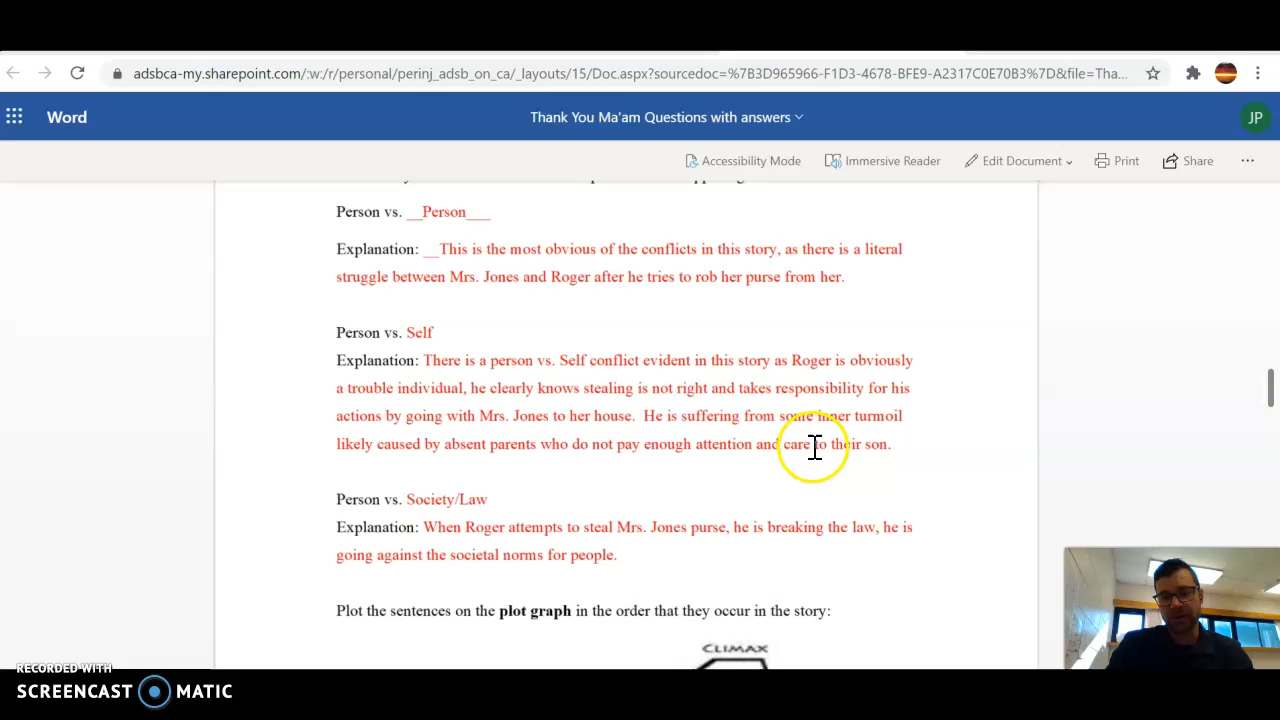 adsbca-my.sharepoint.com/:w:/r/personal/perinj_adsb_on_ca/_layouts/15/Doc.aspx?sourcedoc=%7B3D965966-F1D3-4678-BFE9-A2317C0E70B3%7D&file=Tha...
Word
Thank You Ma'am Questions with answers
JP
Accessibility Mode
Immersive Reader
Edit Document
Print
Share
Person vs. __Person___
Explanation: __This is the most obvious of the conflicts in this story, as there is a literal
struggle between Mrs. Jones and Roger after he tries to rob her purse from her.
Person vs. Self
Explanation: There is a person vs. Self conflict evident in this story as Roger is obviously
a trouble individual, he clearly knows stealing is not right and takes responsibility for his
actions by going with Mrs. Jones to her house. He is suffering from some inner turmoil
likely caused by absent parents who do not pay enough attention and care to their son.
Person vs. Society/Law
Explanation: When Roger attempts to steal Mrs. Jones purse, he is breaking the law, he is
going against the societal norms for people.
Plot the sentences on the plot graph in the order that they occur in the story:
CLIMAX
RECORDED WITH
SCREENCAST MATIC